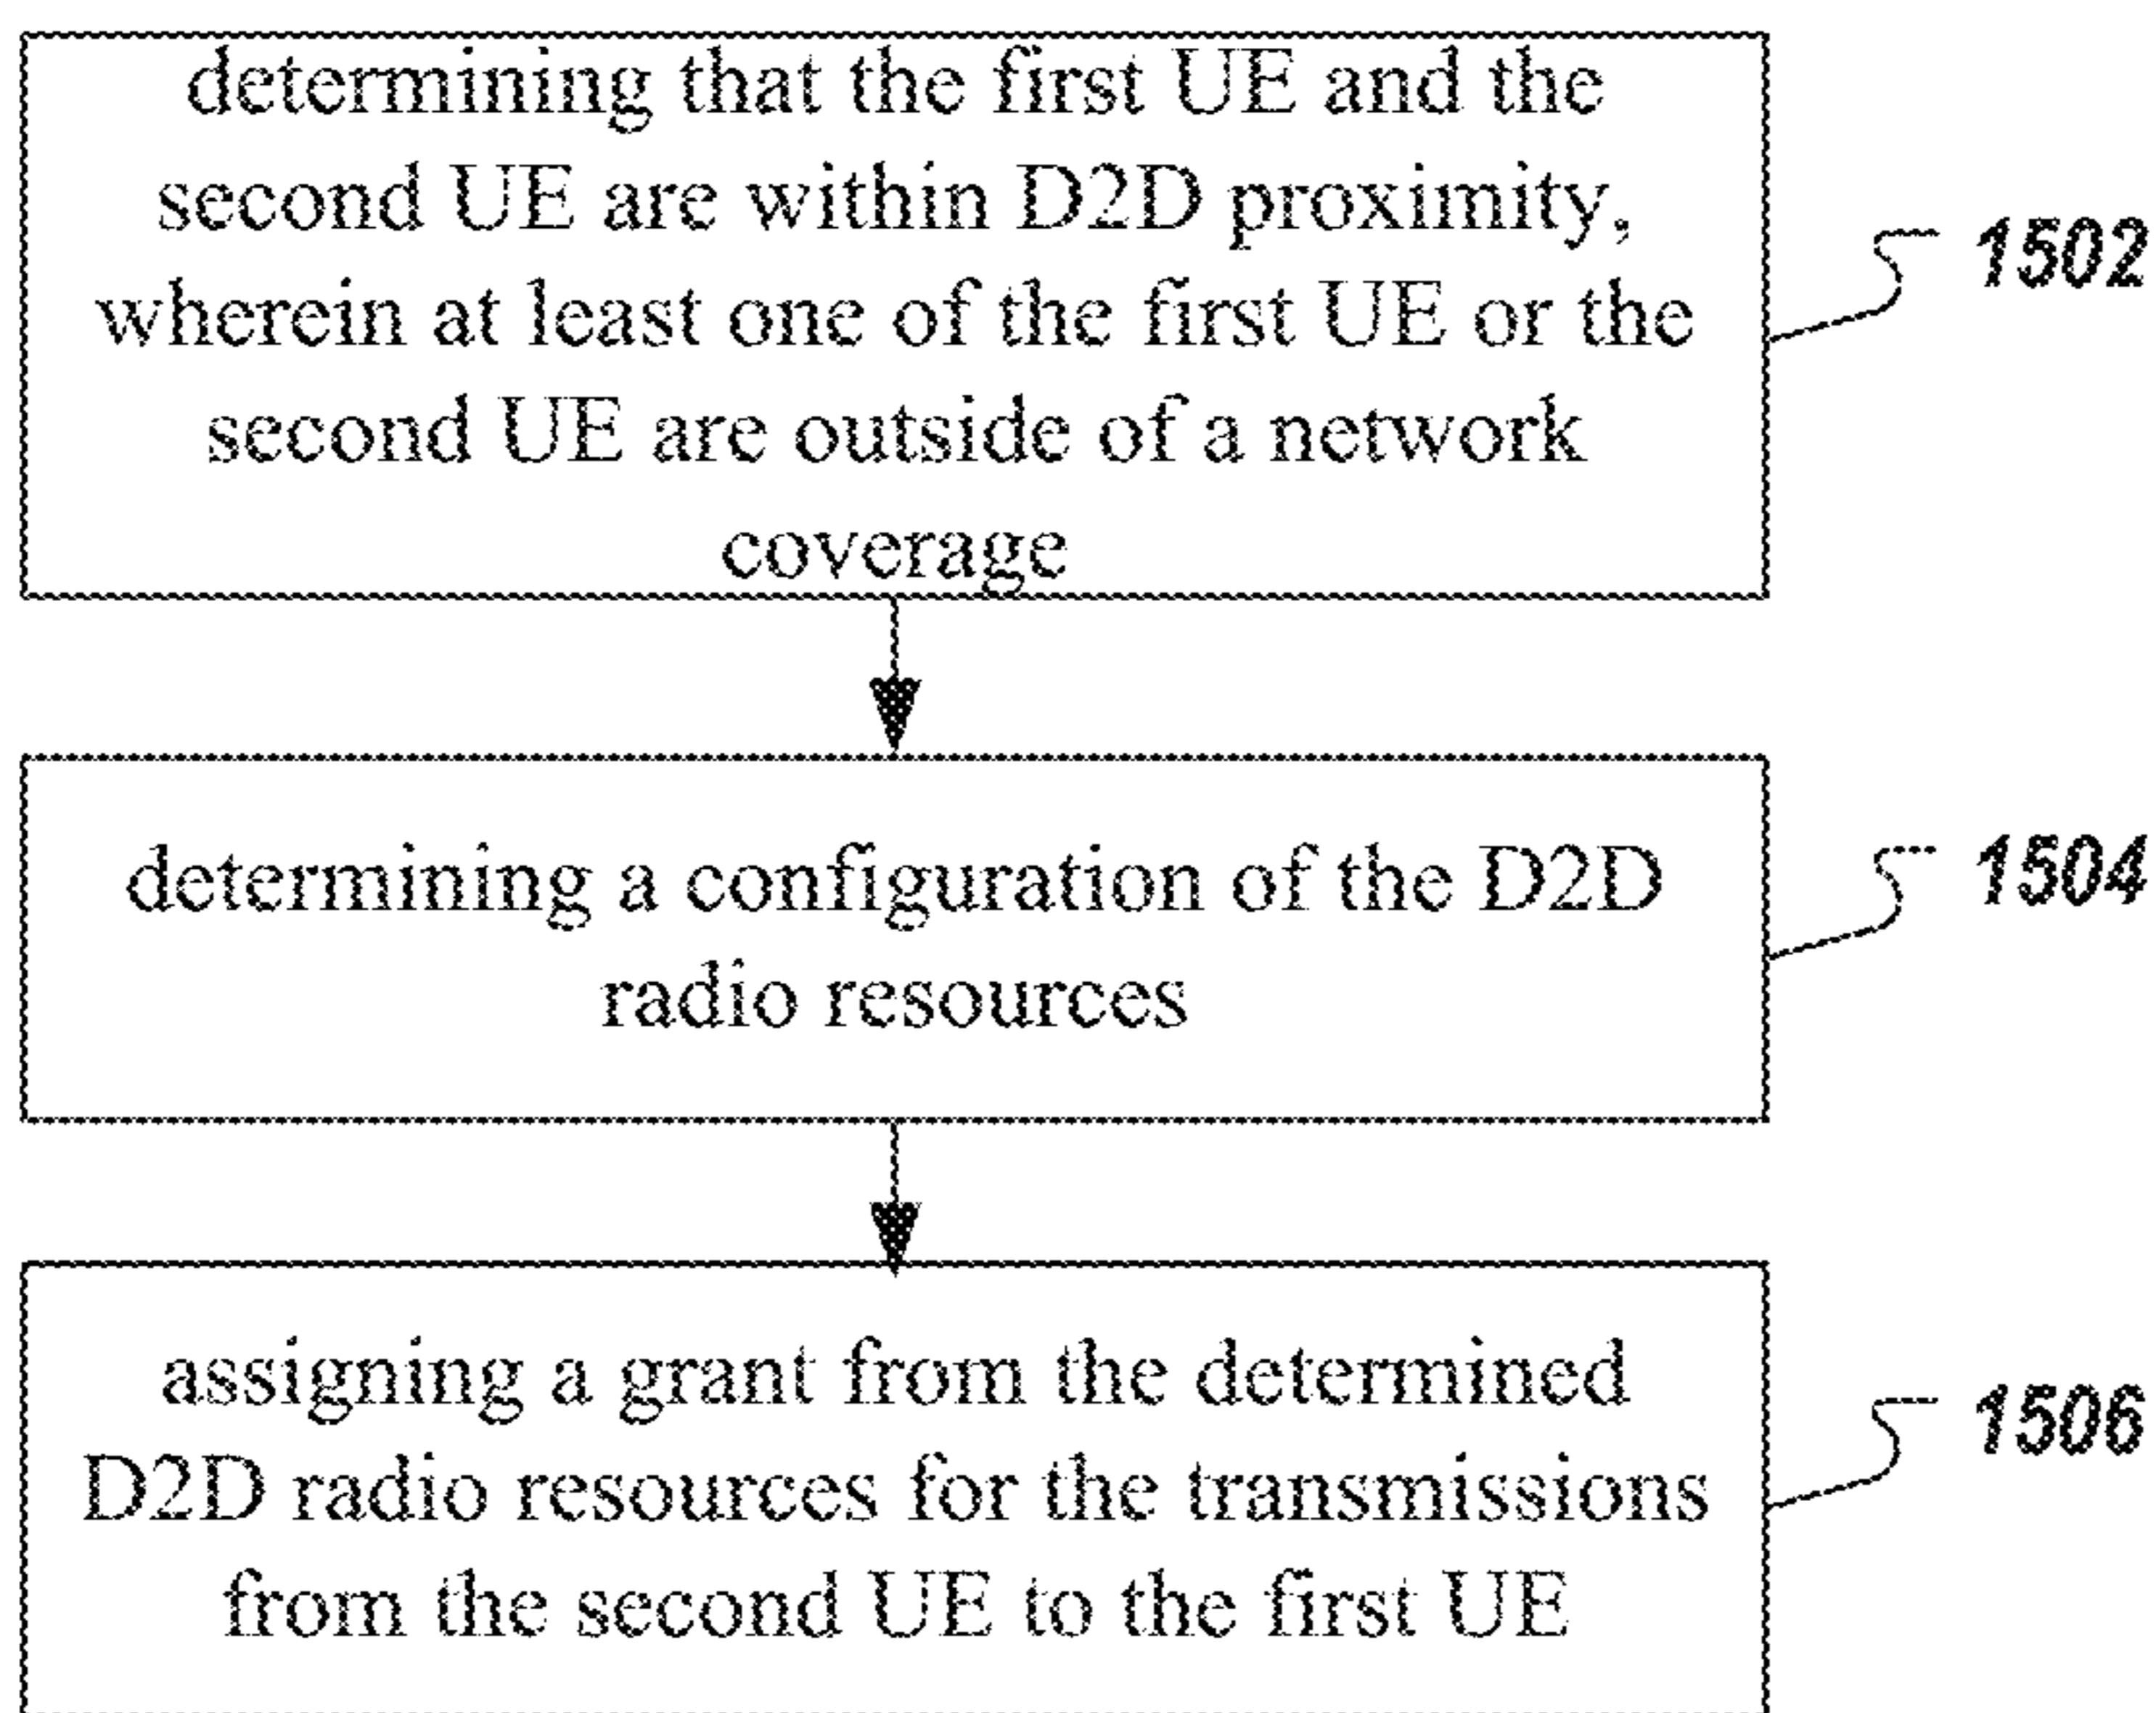 determining that the first UE and the
second UE are within D2D proximity,
wherein at least one of the first UE or the
second UE are outside of a network
coverage
1502
determining a configuration of the D2D
radio resources
1504
assigning a grant from the determined
D2D radio resources for the transmissions
from the second UE to the first UE
1506